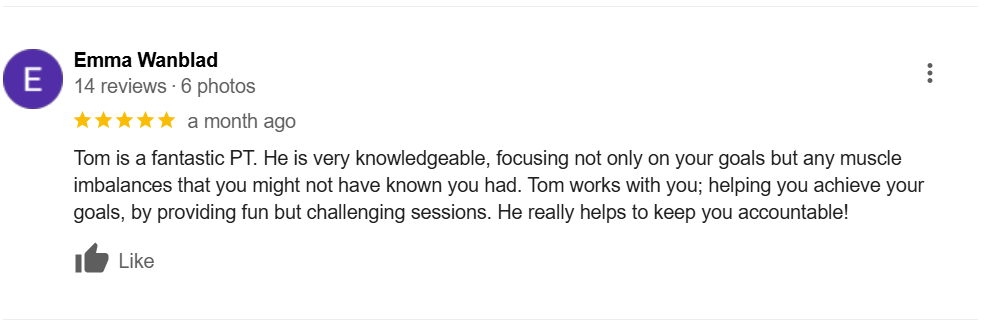 E
Emma Wanblad
14 reviews · 6 photos
a month ago
Tom is a fantastic PT. He is very knowledgeable, focusing not only on your goals but any muscle
imbalances that you might not have known you had. Tom works with you; helping you achieve your
goals, by providing fun but challenging sessions. He really helps to keep you accountable!
Like